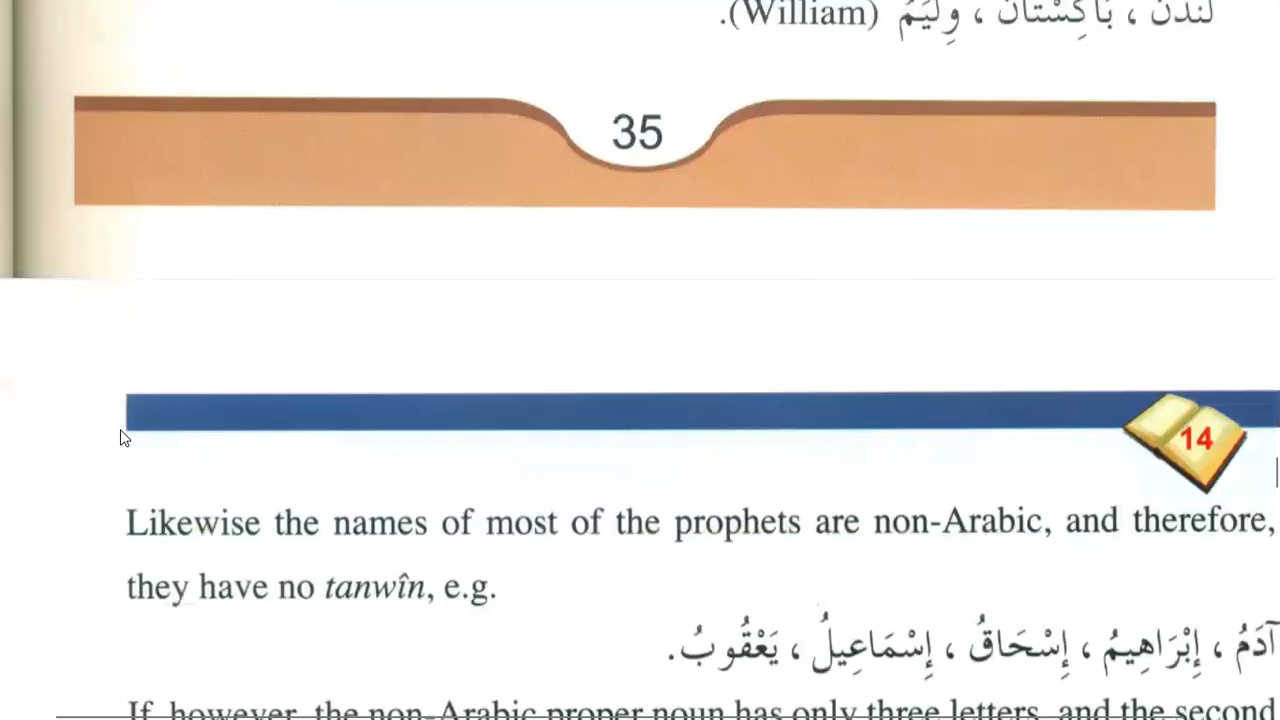 لَندَنُ ، بَاكِسْتَانُ ، وِلْيَمُ (William).
35
14
Likewise the names of most of the prophets are non-Arabic, and therefore,
they have no tanwîn, e.g.
آدَمُ ، إِبْرَاهِيمُ ، إِسْحَاقُ ، إِسْمَاعِيلُ ، يَعْقُوبُ.
If however, the non-Arabic proper noun has only three letters, and the second